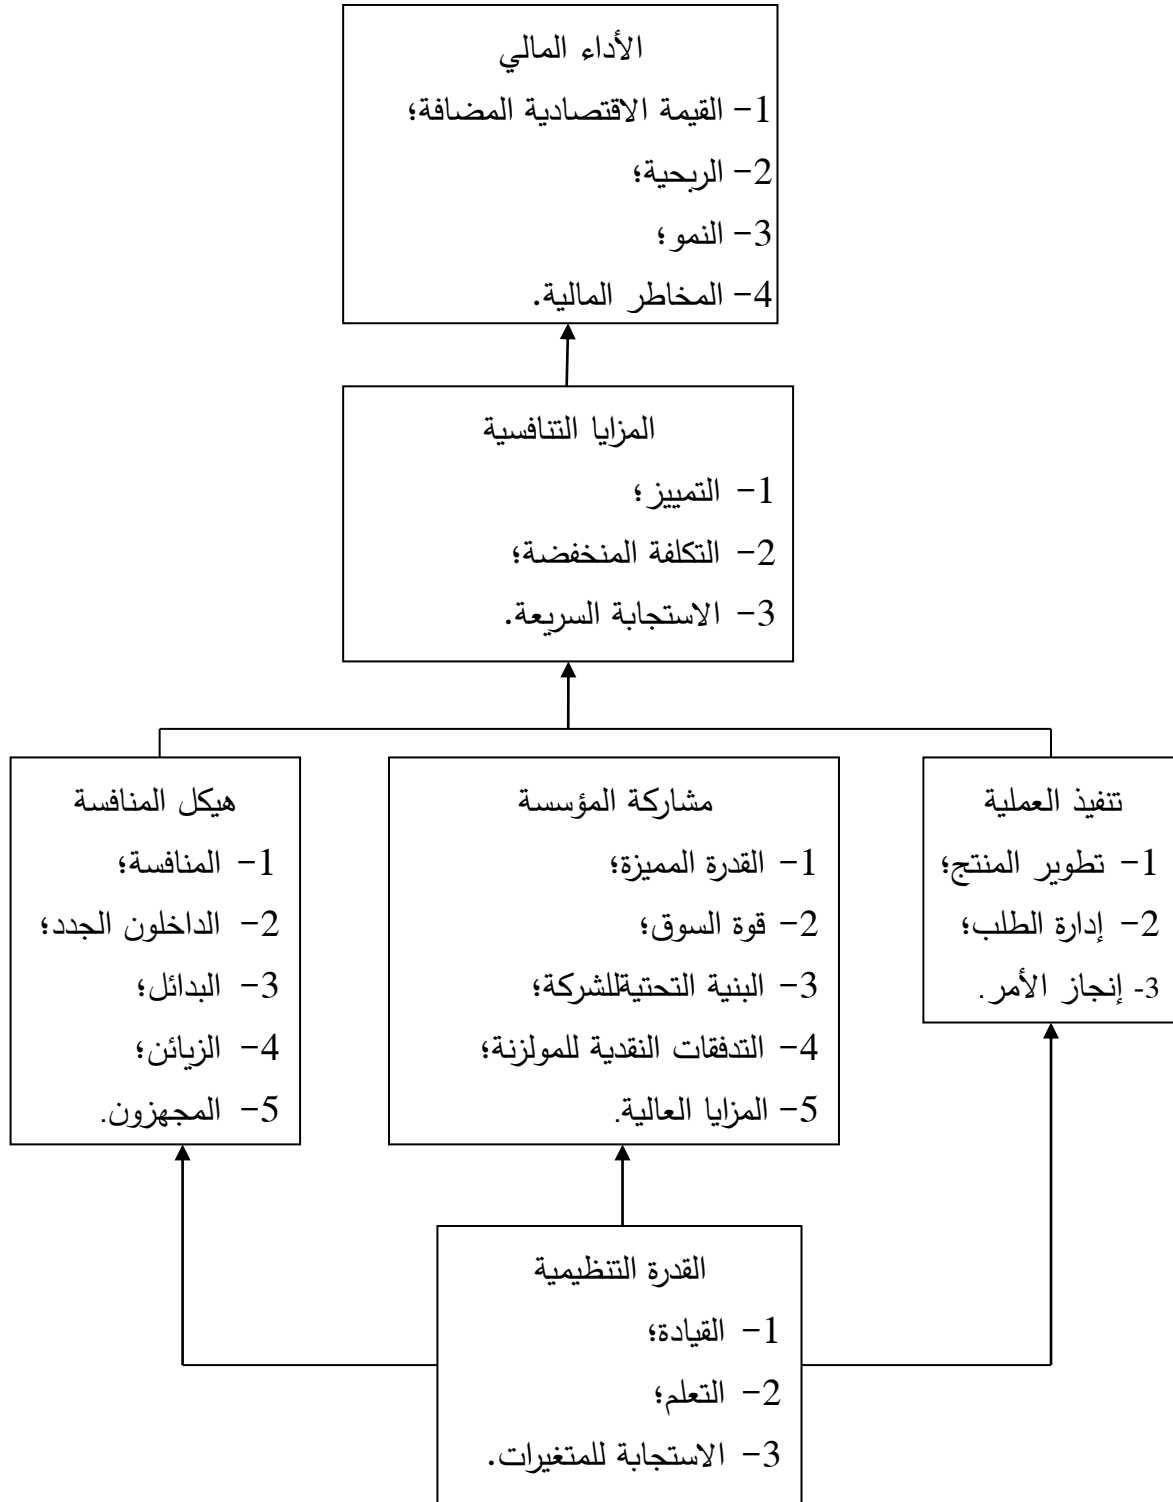 الأداء المالي
1- القيمة الاقتصادية المضافة؛
2- الربحية؛
3- النمو؛
4- المخاطر المالية.
المزايا التنافسية
1- التمييز؛
2- التكلفة المنخفضة؛
3- الاستجابة السريعة.
تنفيذ العملية
1- تطوير المنتج؛
2- إدارة الطلب؛
3- إنجاز الأمر.
مشاركة المؤسسة
1- القدرة المميزة؛
2- قوة السوق؛
3- البنية التحتيةللشركة؛
4- التدفقات النقدية للمولزنة؛
5- المزايا العالية.
هيكل المنافسة
1- المنافسة؛
2- الداخلون الجدد؛
3- البدائل؛
4- الزبائن؛
5- المجهزون.
القدرة التنظيمية
1- القيادة؛
2- التعلم؛
3- الاستجابة للمتغيرات.